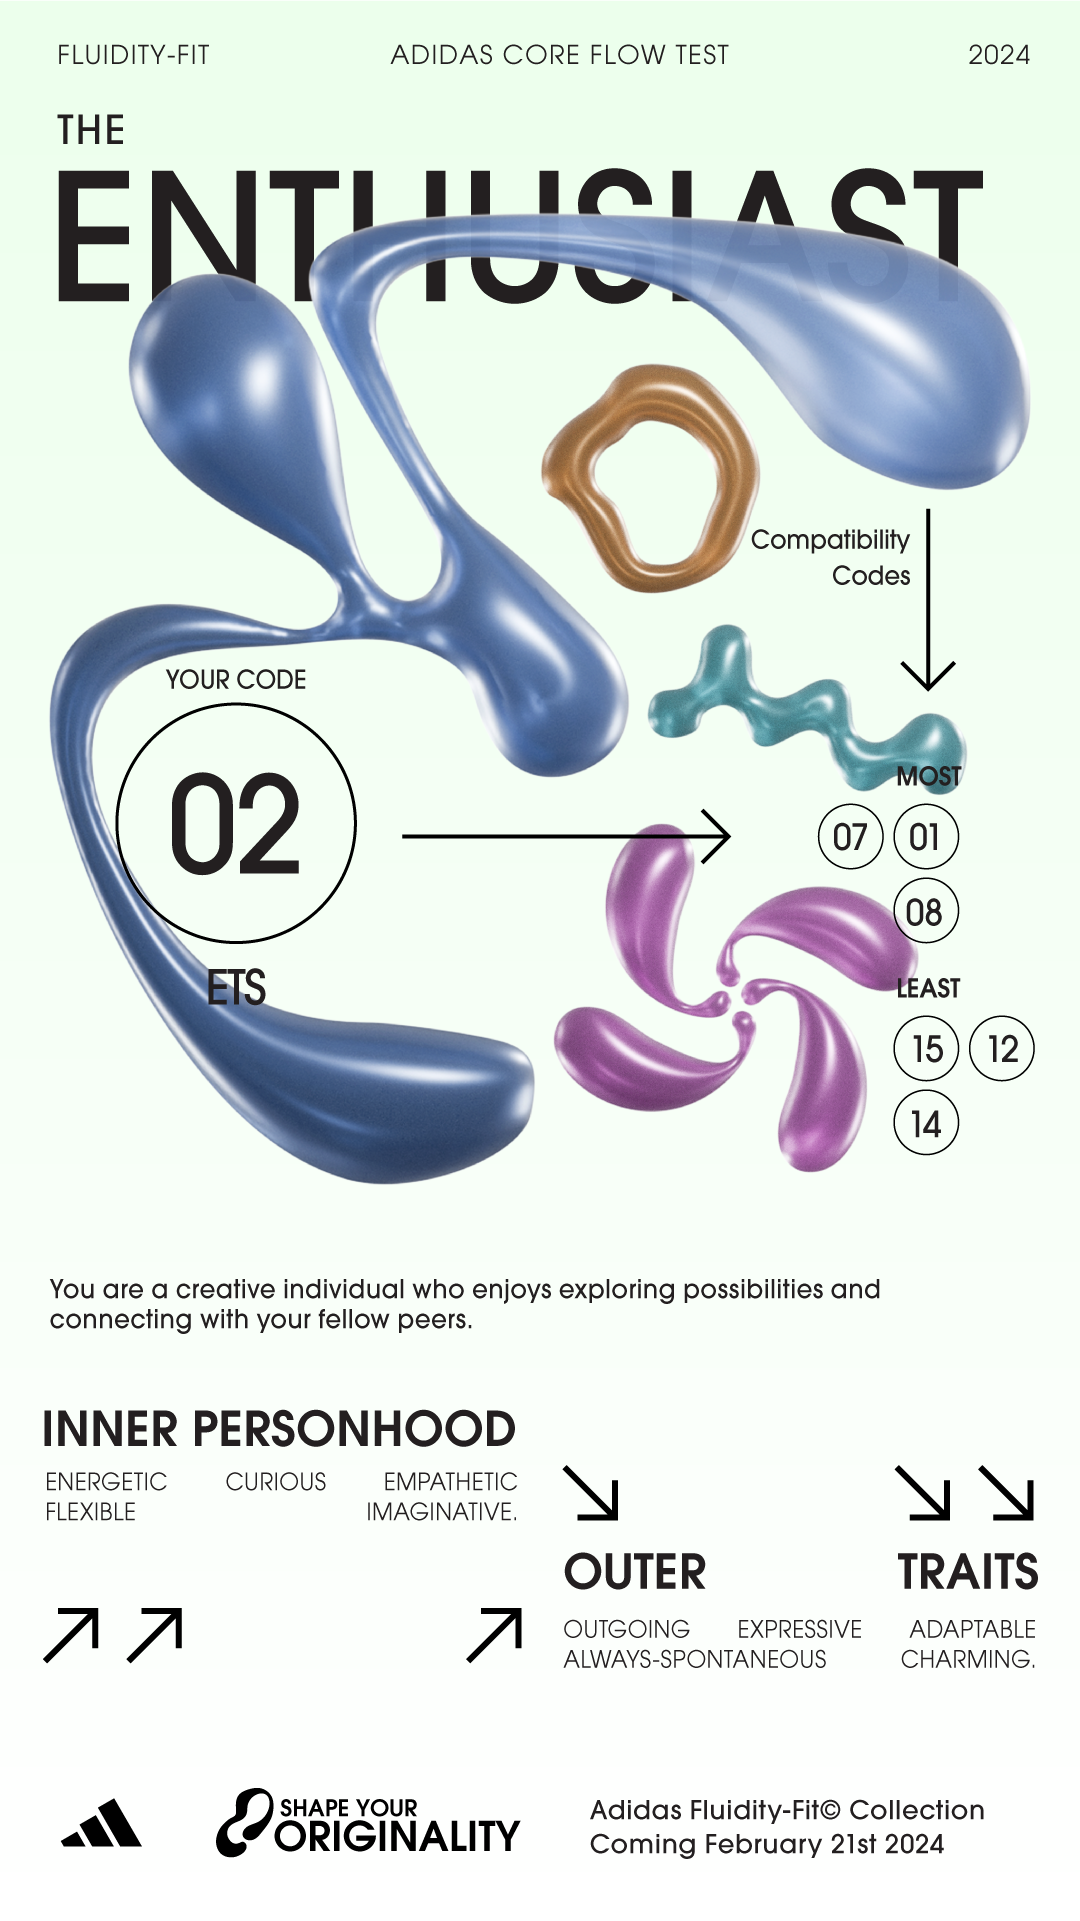 FLUIDITY-FIT
ADIDAS CORE FLOW TEST
2024
THE
ENTHUSIAST
Compatibility
Codes
YOUR CODE
02
ETS
MOST
07 01
08
LEAST
15 12
14
You are a creative individual who enjoys exploring possibilities and
connecting with your fellow peers.
INNER PERSONHOOD
ENERGETIC CURIOUS EMPATHETIC
FLEXIBLE IMAGINATIVE.
OUTER TRAITS
OUTGOING EXPRESSIVE ADAPTABLE
ALWAYS-SPONTANEOUS CHARMING.
SHAPE YOUR
ORIGINALITY
Adidas Fluidity-Fit© Collection
Coming February 21st 2024